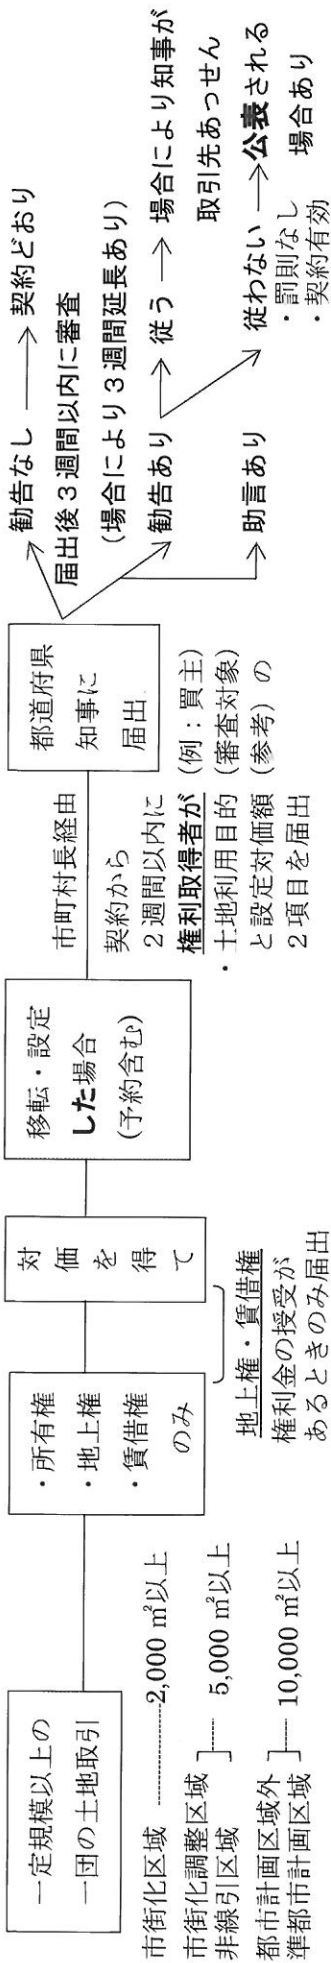 一定規模以上の
一団の土地取引
市街化区域 2,000 ㎡以上
市街化調整区域
非線引区域
5,000 ㎡以上
都市計画区域外
準都市計画区域
10,000 ㎡以上
・所有権
・地上権
・賃借権
のみ
対価を得て
地上権・賃借権
権利金の授受が
あるときのみ届出
移転・設定
した場合
(予約含む)
市町村長経由
契約から
2週間以内に
権利取得者が (例:買主)
・土地利用目的 (審査対象)
と設定対価額 (参考) の
2項目を届出
都道府県
知事に
届出
勧告なし → 契約どおり
届出後3週間以内に審査
(場合により3週間延長あり)
勧告あり → 従う → 場合により知事が
取引先あっせん
従わない → 公表される
・罰則なし 場合あり
・契約有効
助言あり